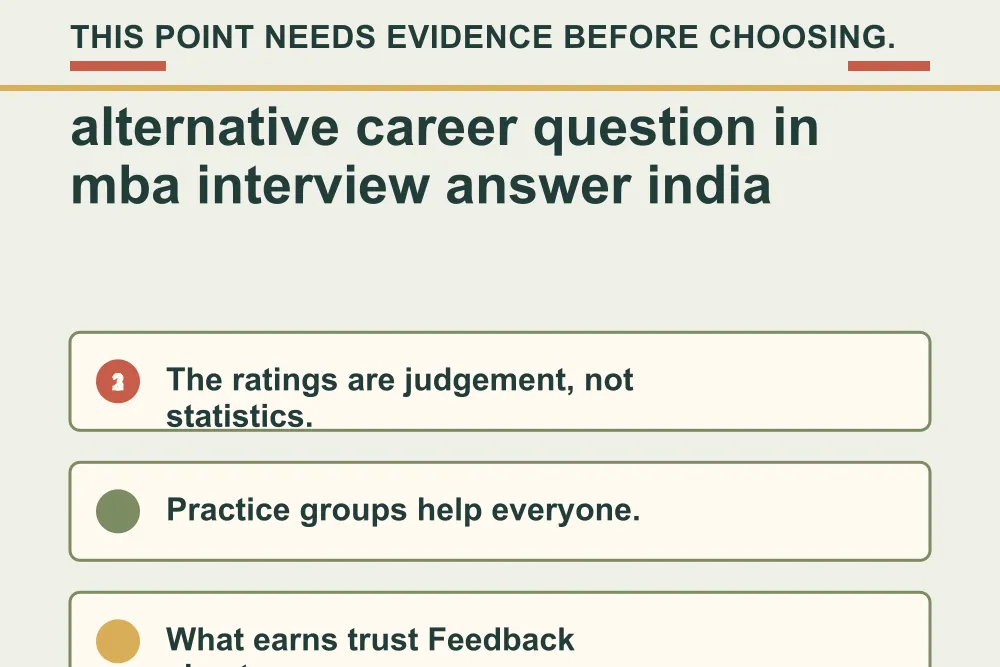 THIS POINT NEEDS EVIDENCE BEFORE CHOOSING.
alternative career question in
mba interview answer india
The ratings are judgement, not
statistics.
Practice groups help everyone.
What earns trust Feedback